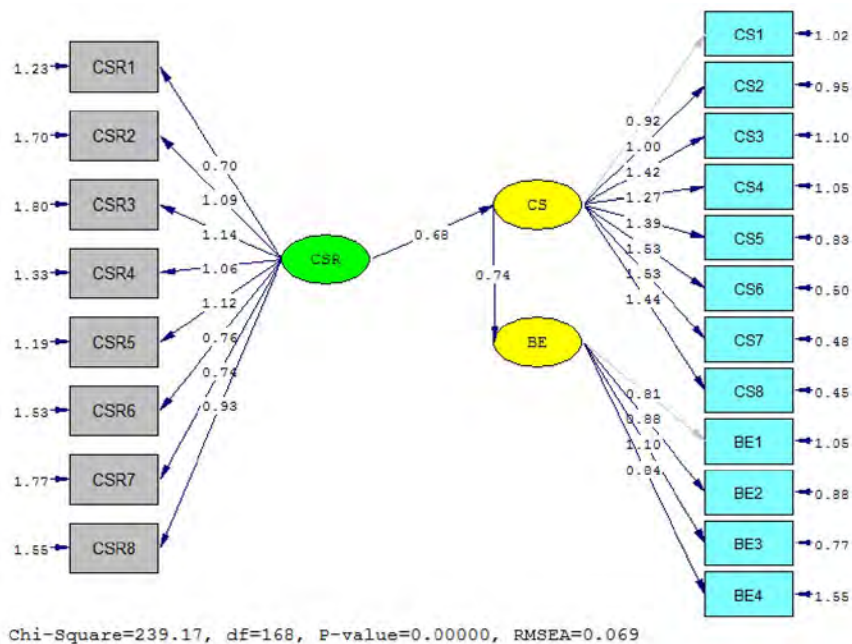 1.23 CSR1
1.70 CSR2
1.80 CSR3
1.33 CSR4
1.19 CSR5
1.53 CSR6
1.77 CSR7
1.55 CSR8
0.70
1.09
1.14
1.06
1.12
0.76
0.74
0.93
CSR
0.68
CS
0.74
BE
0.92
1.00
1.42
1.27
1.39
1.53
1.53
1.44
0.81
0.88
1.10
0.84
CS1 1.02
CS2 0.95
CS3 1.10
CS4 1.05
CS5 0.83
CS6 0.50
CS7 0.48
CS8 0.45
BE1 1.05
BE2 0.88
BE3 0.77
BE4 1.55
Chi-Square=239.17, df=168, P-value=0.00000, RMSEA=0.069